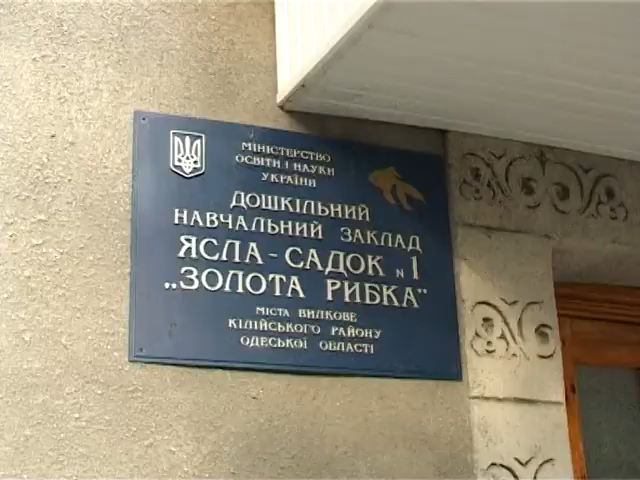 МІНІСТЕРСТВО
ОСВІТИ І НАУКИ
УКРАЇНИ
ДОШКІЛЬНИЙ
НАВЧАЛЬНИЙ ЗАКЛАД
ЯСЛА - САДОК №1
„ЗОЛОТА РИБКА”
МІСТА ВИЛКОВЕ
КІЛІЙСЬКОГО РАЙОНУ
ОДЕСЬКОЇ ОБЛАСТІ